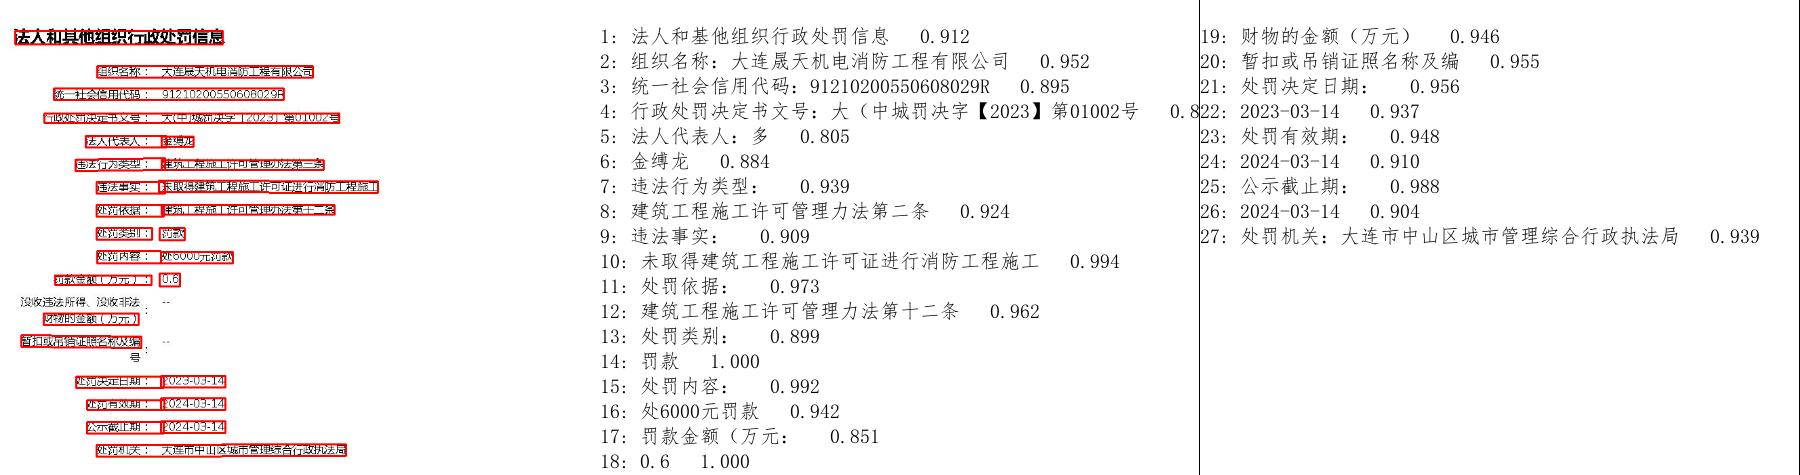 法人和其他组织行政处罚信息
组织名称： 大连晟天机电消防工程有限公司
统一社会信用代码： 91210200550608029R
行政处罚决定书文号： 大(中)城罚决字【2023】第01002号
法人代表人： 金缚龙
违法行为类型： 建筑工程施工许可管理办法第三条
违法事实： 未取得建筑工程施工许可证进行消防工程施工
处罚依据： 建筑工程施工许可管理办法第十二条
处罚类别： 罚款
处罚内容： 处6000元罚款
罚款金额(万元)： 0.6
没收违法所得、没收非法
财物的金额(万元) ： --
暂扣或吊销证照名称及编
号 ： --
处罚决定日期： 2023-03-14
处罚有效期： 2024-03-14
公示截止期： 2024-03-14
处罚机关： 大连市中山区城市管理综合行政执法局
1: 法人和基他组织行政处罚信息 0.912
2: 组织名称: 大连晟天机电消防工程有限公司 0.952
3: 统一社会信用代码: 91210200550608029R 0.895
4: 行政处罚决定书文号: 大（中城罚决字【2023】第01002号 0.8
5: 法人代表人: 多 0.805
6: 金缚龙 0.884
7: 违法行为类型: 0.939
8: 建筑工程施工许可管理力法第二条 0.924
9: 违法事实: 0.909
10: 未取得建筑工程施工许可证进行消防工程施工 0.994
11: 处罚依据: 0.973
12: 建筑工程施工许可管理力法第十二条 0.962
13: 处罚类别: 0.899
14: 罚款 1.000
15: 处罚内容: 0.992
16: 处6000元罚款 0.942
17: 罚款金额（万元: 0.851
18: 0.6 1.000
19: 财物的金额（万元） 0.946
20: 暂扣或吊销证照名称及编 0.955
21: 处罚决定日期: 0.956
22: 2023-03-14 0.937
23: 处罚有效期: 0.948
24: 2024-03-14 0.910
25: 公示截止期: 0.988
26: 2024-03-14 0.904
27: 处罚机关: 大连市中山区城市管理综合行政执法局 0.939